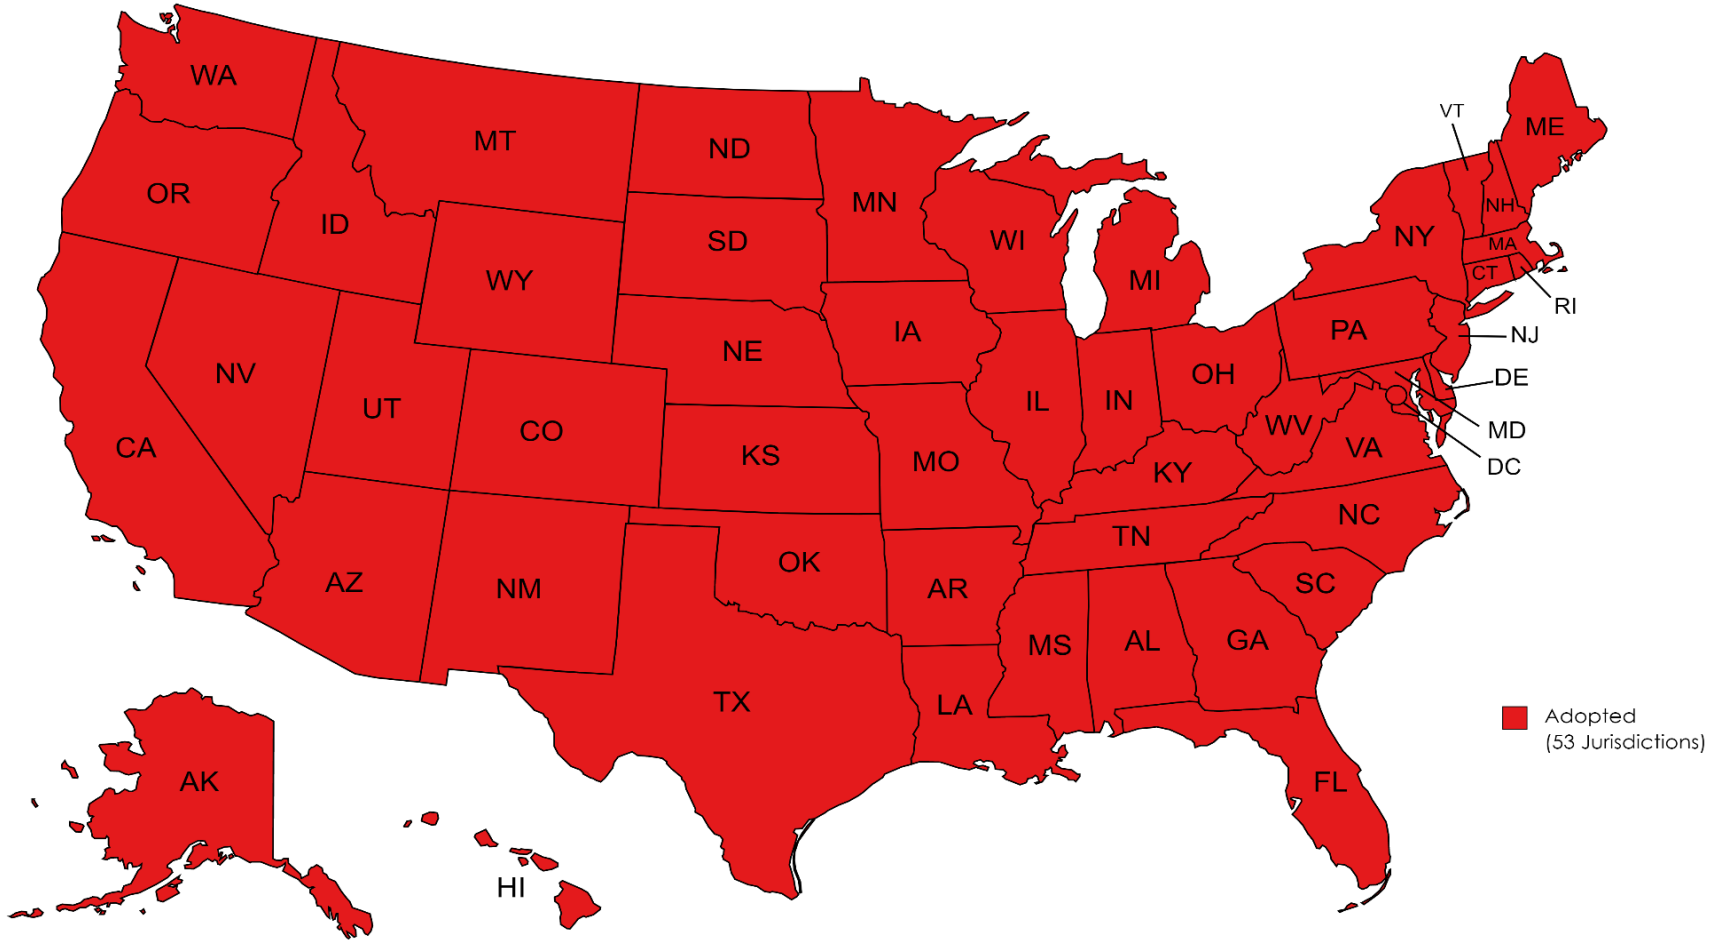 WA
MT
ND
MN
VT
ME
OR
ID
SD
WI
MI
NY
NH
MA
CT
RI
WY
IA
NE
PA
NJ
NV
UT
CO
IL
IN
OH
DE
CA
KS
MO
WV
VA
MD
DC
KY
NC
TN
AZ
NM
OK
AR
SC
MS
AL
GA
TX
LA
FL
AK
HI
Adopted
(53 Jurisdictions)